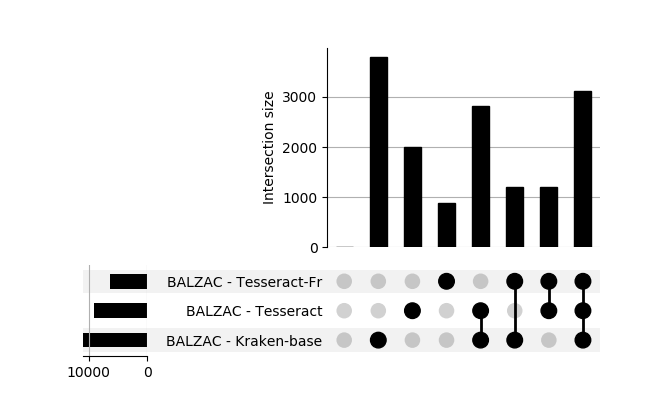 Intersection size
3000
2000
1000
0
BALZAC - Tesseract-Fr
BALZAC - Tesseract
BALZAC - Kraken-base
10000 0